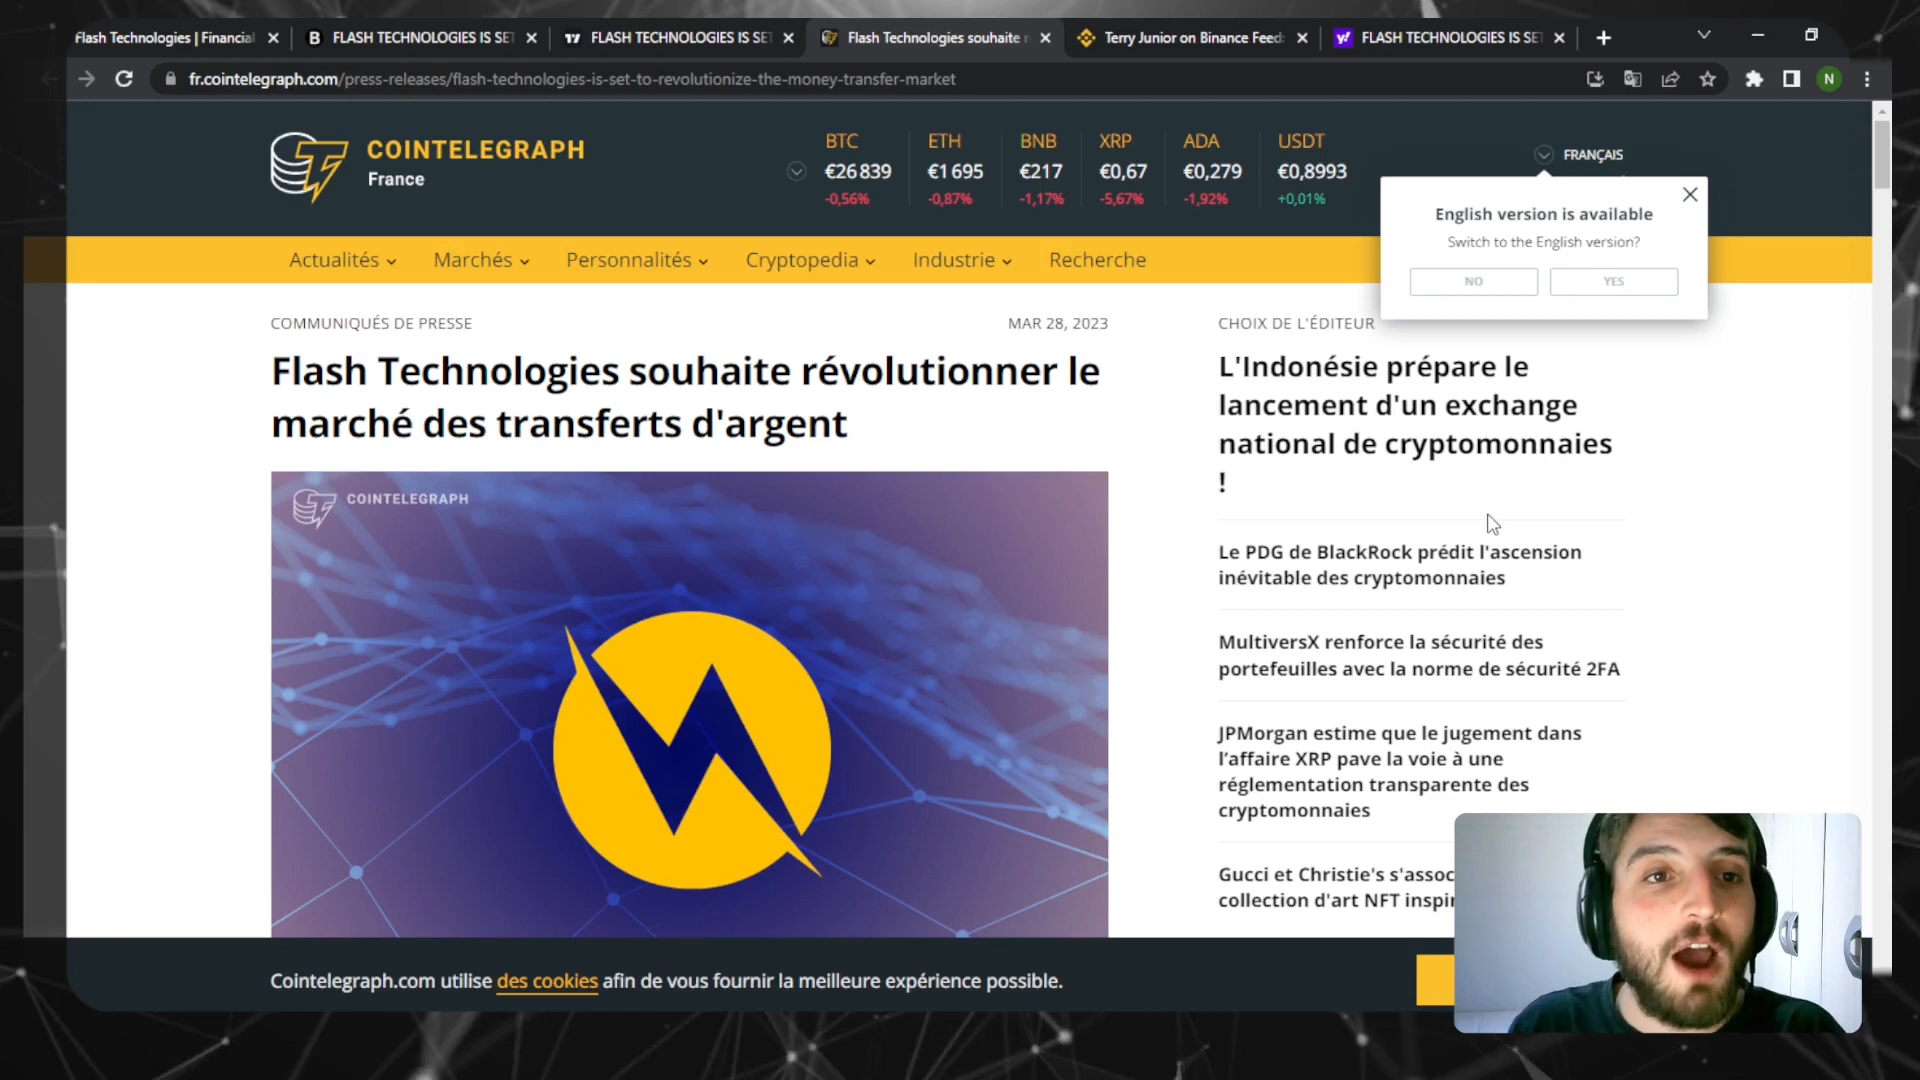 Flash Technologies | Financial
FLASH TECHNOLOGIES IS SET
FLASH TECHNOLOGIES IS SET
Flash Technologies souhaite r
Terry Junior on Binance Feed:
FLASH TECHNOLOGIES IS SET
fr.cointelegraph.com/press-releases/flash-technologies-is-set-to-revolutionize-the-money-transfer-market
N
COINTELEGRAPH
France
BTC
€26 839
-0,56%
ETH
€1 695
-0,87%
BNB
€217
-1,17%
XRP
€0,67
-5,67%
ADA
€0,279
-1,92%
USDT
€0,8993
+0,01%
FRANÇAIS
English version is available
Switch to the English version?
NO
YES
Actualités
Marchés
Personnalités
Cryptopedia
Industrie
Recherche
COMMUNIQUÉS DE PRESSE
MAR 28, 2023
Flash Technologies souhaite révolutionner le
marché des transferts d'argent
COINTELEGRAPH
CHOIX DE L'ÉDITEUR
L'Indonésie prépare le
lancement d'un exchange
national de cryptomonnaies
!
Le PDG de BlackRock prédit l'ascension
inévitable des cryptomonnaies
MultiversX renforce la sécurité des
portefeuilles avec la norme de sécurité 2FA
JPMorgan estime que le jugement dans
l'affaire XRP pave la voie à une
réglementation transparente des
cryptomonnaies
Gucci et Christie's s'assoc
collection d'art NFT inspi
Cointelegraph.com utilise des cookies afin de vous fournir la meilleure expérience possible.